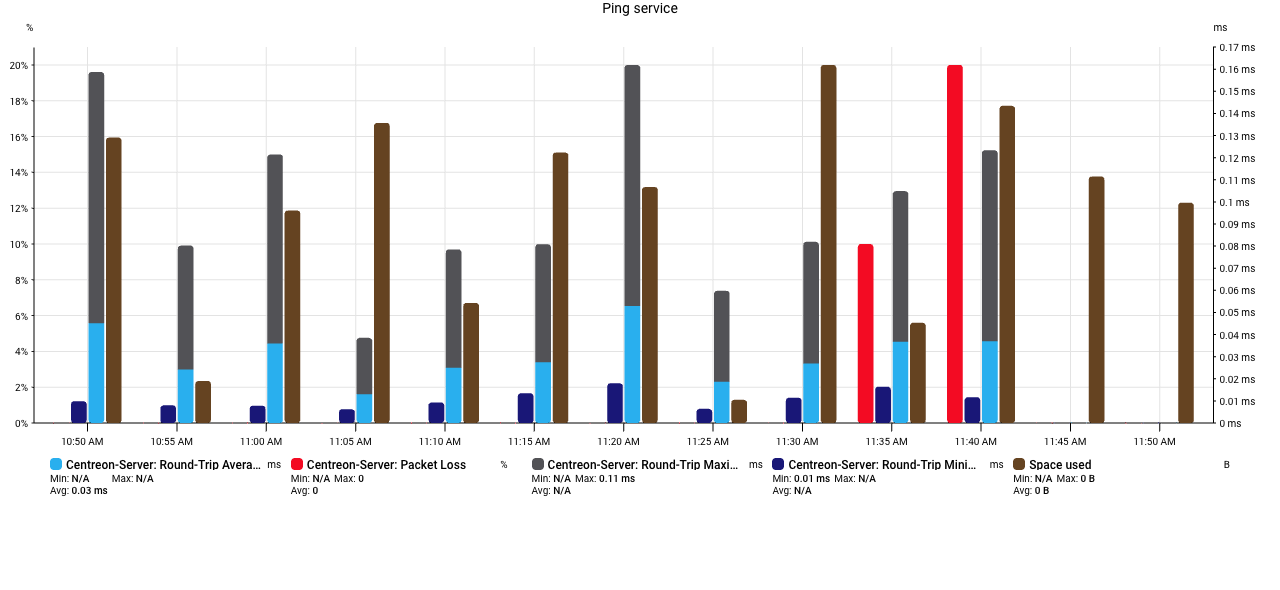 Ping service
% ms
0.17 ms
20% 0.16 ms
0.15 ms
18% 0.14 ms
16% 0.13 ms
0.12 ms
14% 0.11 ms
12% 0.1 ms
0.09 ms
10% 0.08 ms
8% 0.07 ms
0.06 ms
6% 0.05 ms
4% 0.04 ms
0.03 ms
2% 0.02 ms
0.01 ms
0% 0 ms
10:50 AM 10:55 AM 11:00 AM 11:05 AM 11:10 AM 11:15 AM 11:20 AM 11:25 AM 11:30 AM 11:35 AM 11:40 AM 11:45 AM 11:50 AM
Centreon-Server: Round-Trip Avera... ms Centreon-Server: Packet Loss % Centreon-Server: Round-Trip Maxi... ms Centreon-Server: Round-Trip Mini... ms Space used B
Min: N/A Max: N/A Min: N/A Max: 0 Min: N/A Max: 0.11 ms Min: 0.01 ms Max: N/A Min: N/A Max: 0 B
Avg: 0.03 ms Avg: 0 Avg: N/A Avg: N/A Avg: 0 B